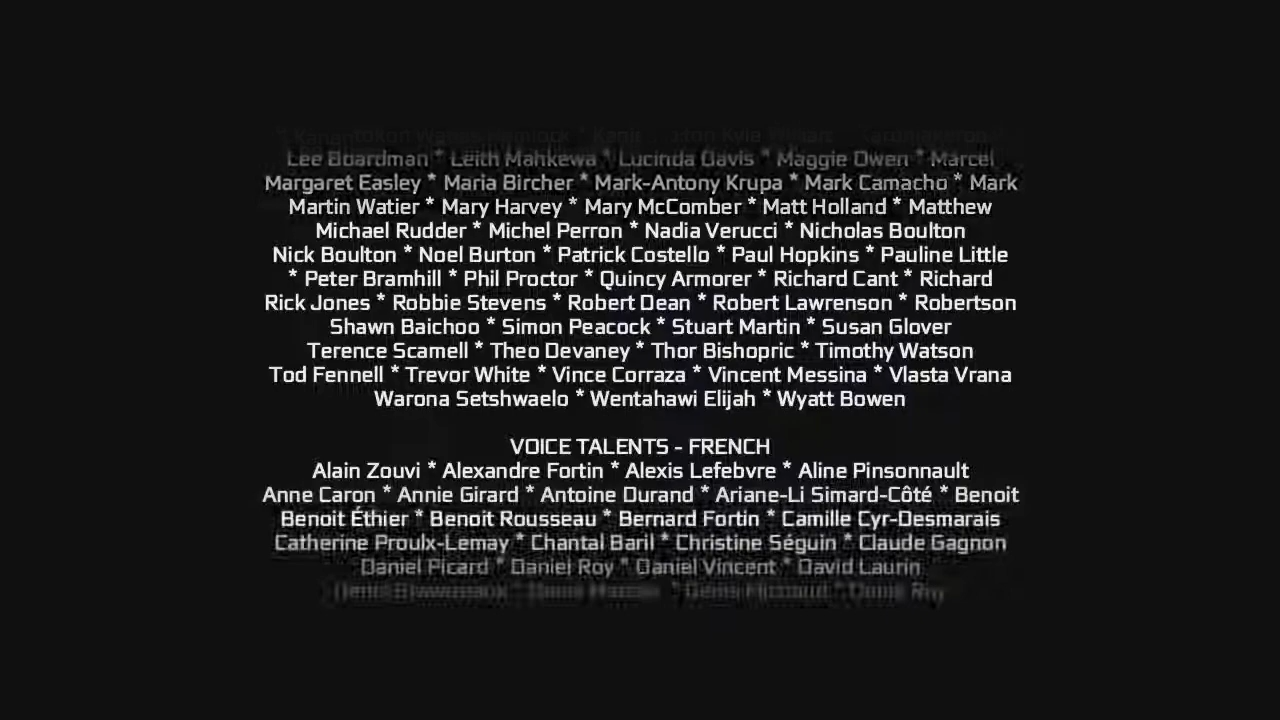 Lee Boardman * Leith Mahkewa * Lucinda Davis * Maggie Owen * Marcel
Margaret Easley * Maria Bircher * Mark-Antony Krupa * Mark Camacho * Mark
Martin Watier * Mary Harvey * Mary McComber * Matt Holland * Matthew
Michael Rudder * Michel Perron * Nadia Verucci * Nicholas Boulton
Nick Boulton * Noel Burton * Patrick Costello * Paul Hopkins * Pauline Little
* Peter Bramhill * Phil Proctor * Quincy Armorer * Richard Cant * Richard
Rick Jones * Robbie Stevens * Robert Dean * Robert Lawrenson * Robertson
Shawn Baichoo * Simon Peacock * Stuart Martin * Susan Glover
Terence Scamell * Theo Devaney * Thor Bishopric * Timothy Watson
Tod Fennell * Trevor White * Vince Corraza * Vincent Messina * Vlasta Vrana
Warona Setshwaelo * Wentahawi Elijah * Wyatt Bowen
VOICE TALENTS - FRENCH
Alain Zouvi * Alexandre Fortin * Alexis Lefebvre * Aline Pinsonnault
Anne Caron * Annie Girard * Antoine Durand * Ariane-Li Simard-Côté * Benoit
Benoit Éthier * Benoit Rousseau * Bernard Fortin * Camille Cyr-Desmarais
Catherine Proulx-Lemay * Chantal Baril * Christine Séguin * Claude Gagnon
Daniel Picard * Daniel Roy * Daniel Vincent * David Laurin
Roy